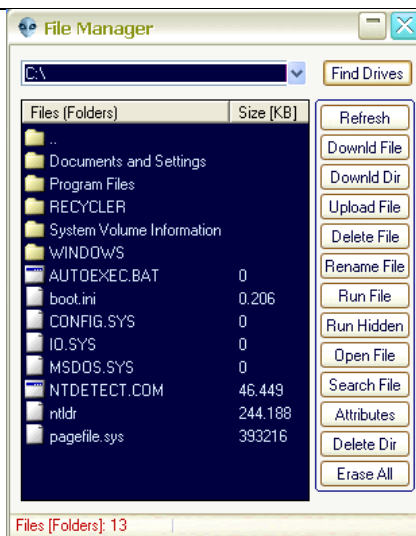 File Manager
C:\
Find Drives
Files (Folders) Size [KB]
..
Documents and Settings
Program Files
RECYCLER
System Volume Information
WINDOWS
AUTOEXEC.BAT 0
boot.ini 0.206
CONFIG.SYS 0
IO.SYS 0
MSDOS.SYS 0
NTDETECT.COM 46.449
ntldr 244.188
pagefile.sys 393216
Refresh
Downld File
Downld Dir
Upload File
Delete File
Rename File
Run File
Run Hidden
Open File
Search File
Attributes
Delete Dir
Erase All
Files [Folders]: 13